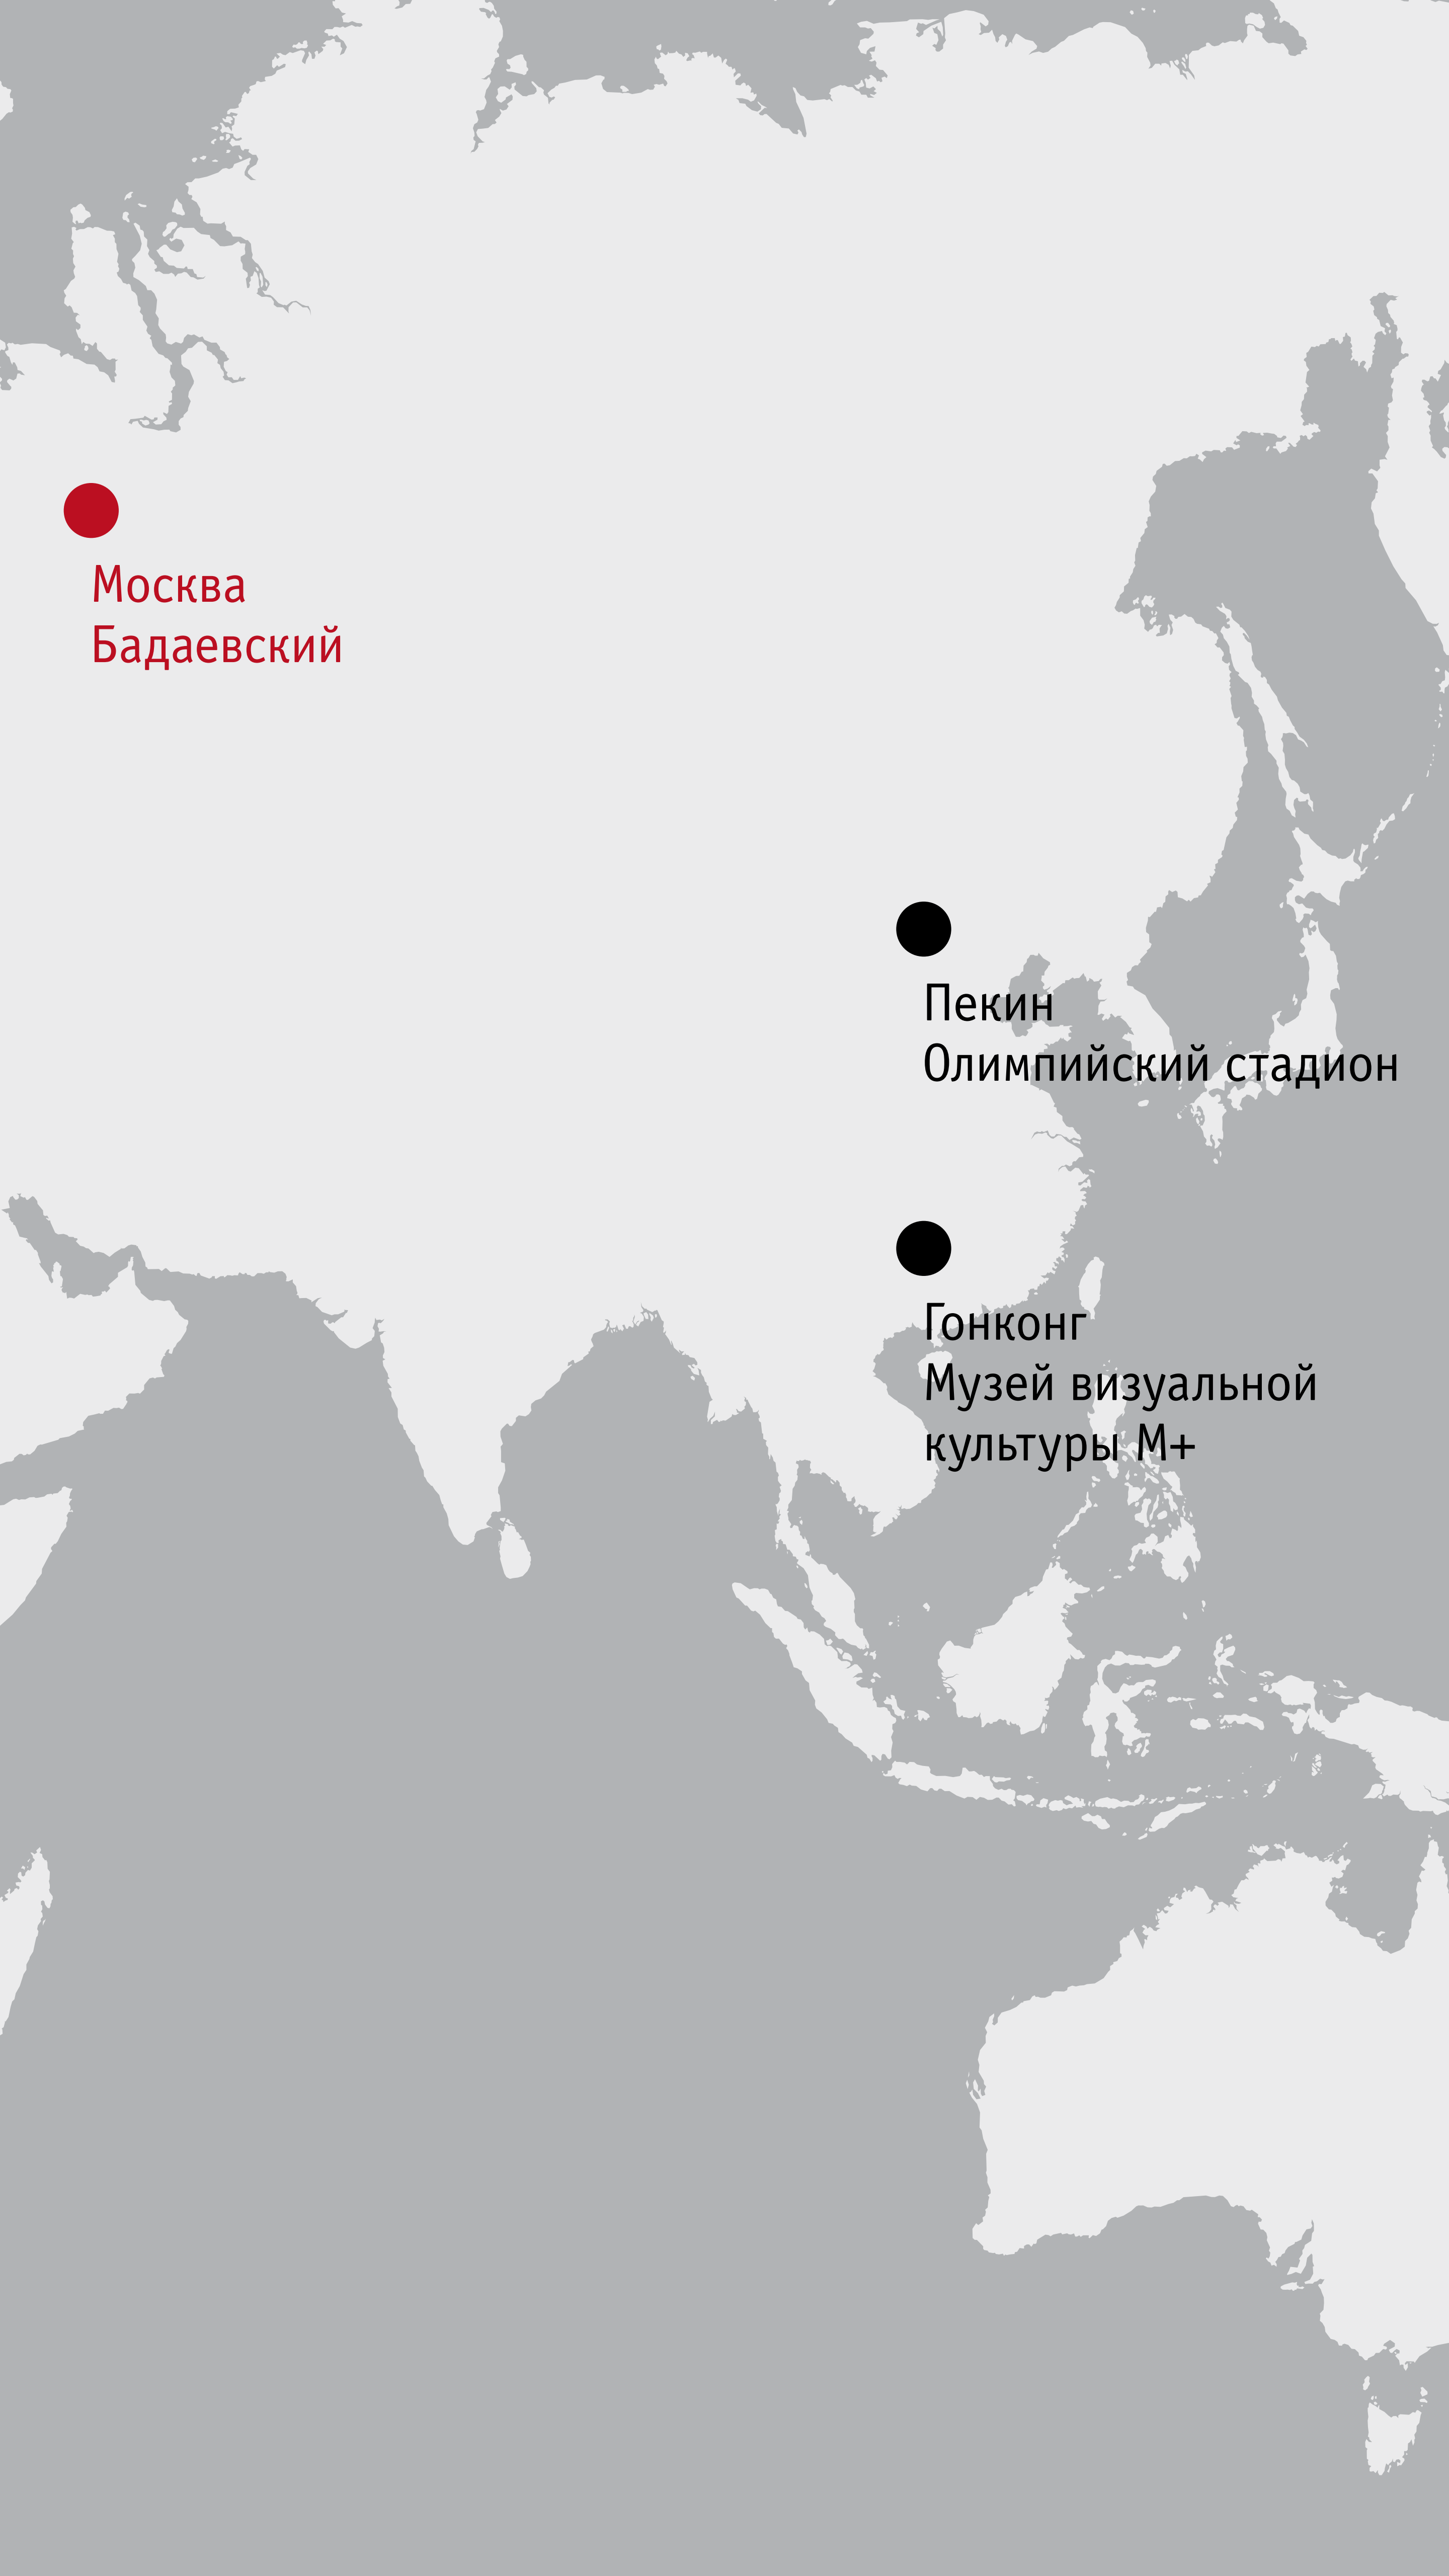 Москва
Бадаевский
Пекин
Олимпийский стадион
Гонконг
Музей визуальной
культуры М+